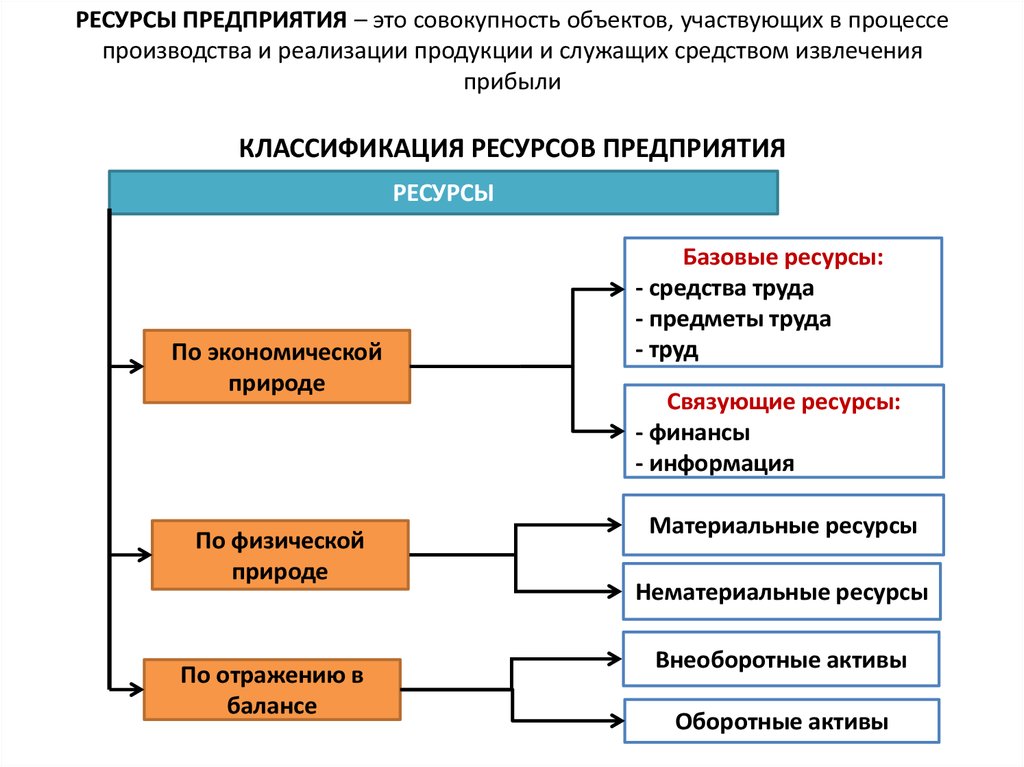 РЕСУРСЫ ПРЕДПРИЯТИЯ – это совокупность объектов, участвующих в процессе
производства и реализации продукции и служащих средством извлечения
прибыли
КЛАССИФИКАЦИЯ РЕСУРСОВ ПРЕДПРИЯТИЯ
РЕСУРСЫ
По экономической
природе
Базовые ресурсы:
- средства труда
- предметы труда
- труд
Связующие ресурсы:
- финансы
- информация
По физической
природе
Материальные ресурсы
Нематериальные ресурсы
По отражению в
балансе
Внеоборотные активы
Оборотные активы